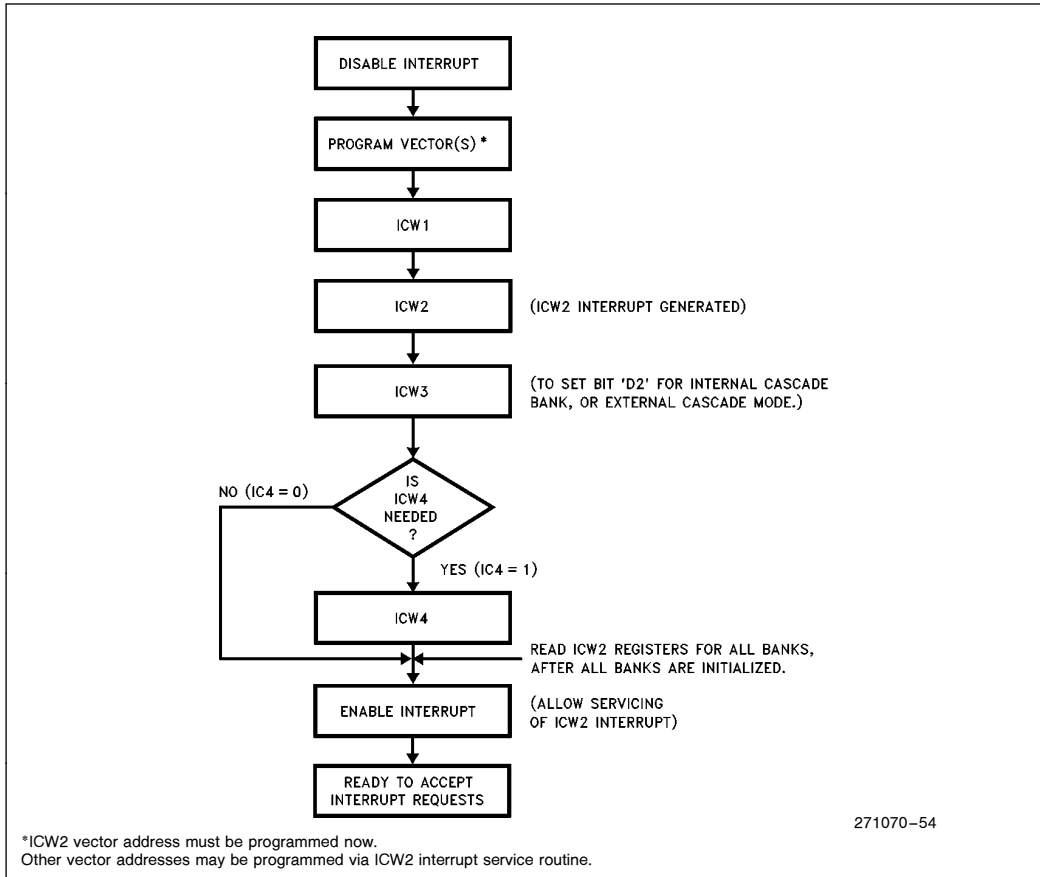 DISABLE INTERRUPT
PROGRAM VECTOR(S)*
ICW1
ICW2
(ICW2 INTERRUPT GENERATED)
ICW3
(TO SET BIT 'D2' FOR INTERNAL CASCADE
BANK, OR EXTERNAL CASCADE MODE.)
IS
ICW4
NEEDED
?
NO (IC4 = 0)
YES (IC4 = 1)
ICW4
READ ICW2 REGISTERS FOR ALL BANKS,
AFTER ALL BANKS ARE INITIALIZED.
ENABLE INTERRUPT
(ALLOW SERVICING
OF ICW2 INTERRUPT)
READY TO ACCEPT
INTERRUPT REQUESTS
271070–54
*ICW2 vector address must be programmed now.
Other vector addresses may be programmed via ICW2 interrupt service routine.